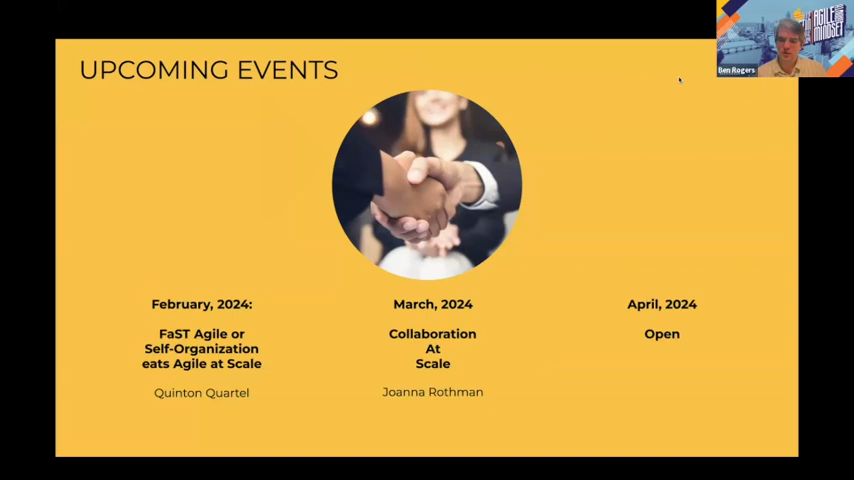 UPCOMING EVENTS
AGILE
MINDSET
Ben Rogers
February, 2024:
FaST Agile or
Self-Organization
eats Agile at Scale
Quinton Quartel
March, 2024
Collaboration
At
Scale
Joanna Rothman
April, 2024
Open